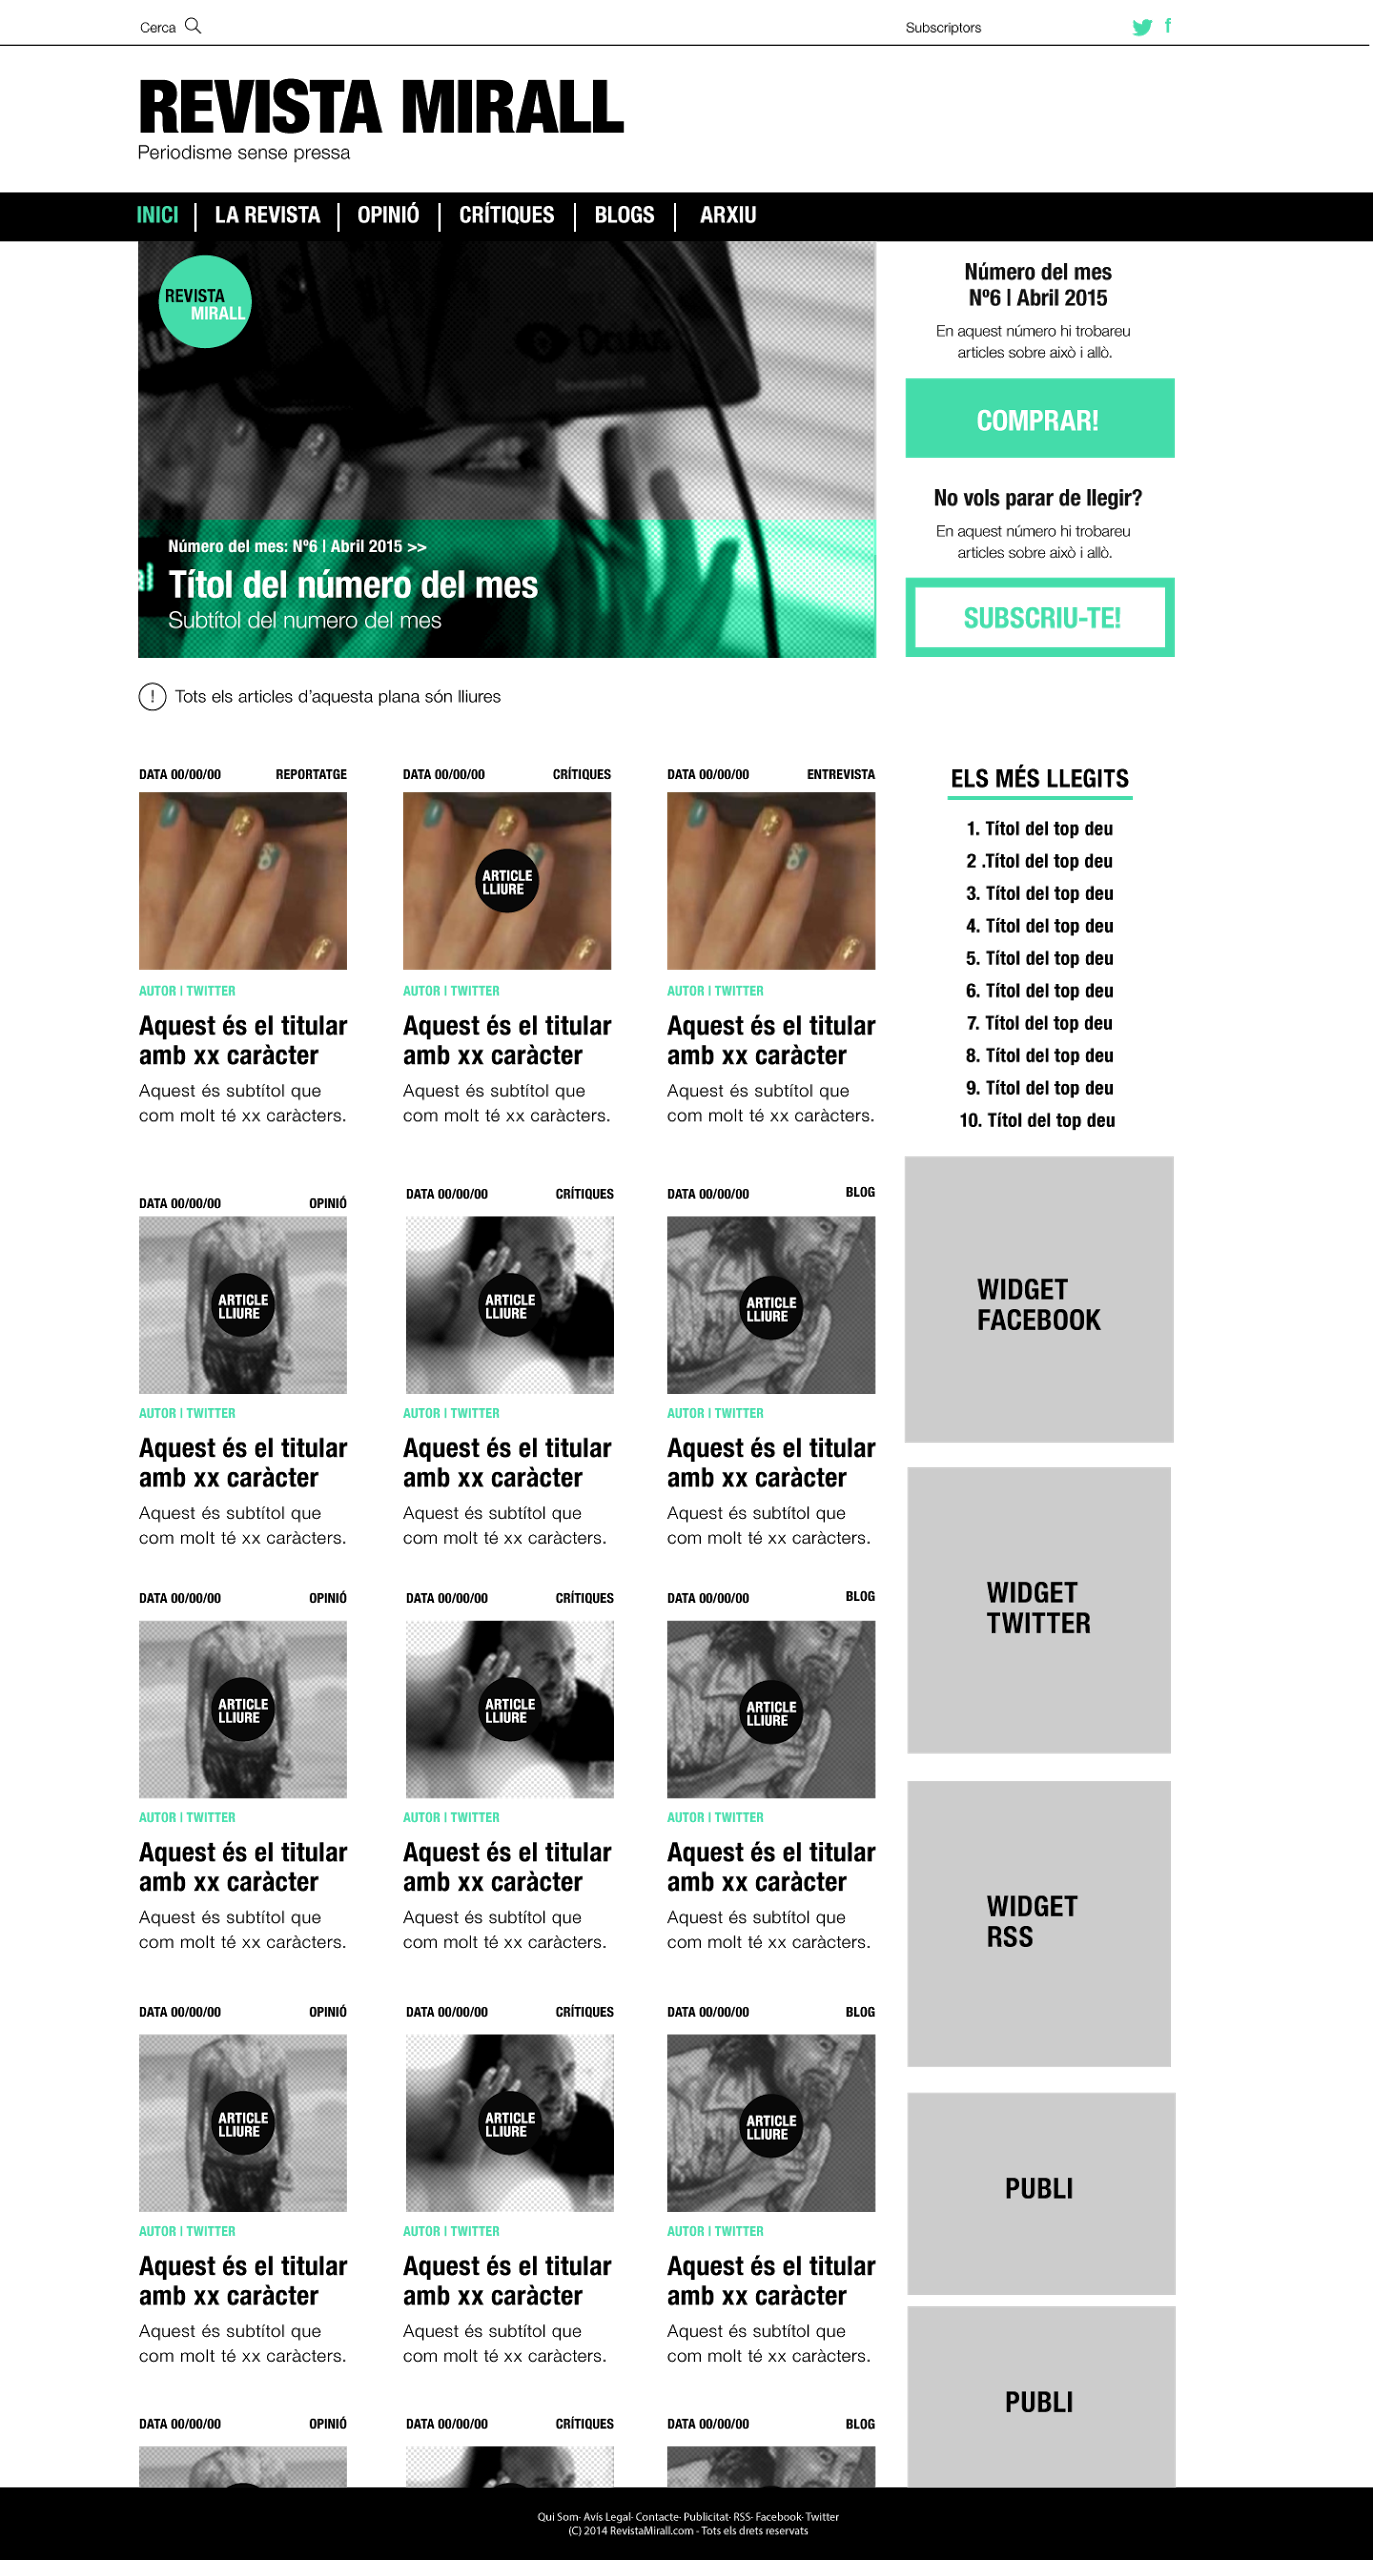 Cerca
Subscriptors
REVISTA MIRALL
Periodisme sense pressa
INICI | LA REVISTA | OPINIÓ | CRÍTIQUES | BLOGS | ARXIU
REVISTA
MIRALL
Número del mes: Nº6 | Abril 2015 >>
Títol del número del mes
Subtítol del numero del mes
Número del mes
Nº6 | Abril 2015
En aquest número hi trobareu
articles sobre això i allò.
COMPRAR!
No vols parar de llegir?
En aquest número hi trobareu
articles sobre això i allò.
SUBSCRIU-TE!
! Tots els articles d'aquesta plana són lliures
DATA 00/00/00 REPORTATGE
AUTOR | TWITTER
Aquest és el titular
amb xx caràcter
Aquest és subtítol que
com molt té xx caràcters.
DATA 00/00/00 CRÍTIQUES
ARTICLE
LLIURE
AUTOR | TWITTER
Aquest és el titular
amb xx caràcter
Aquest és subtítol que
com molt té xx caràcters.
DATA 00/00/00 ENTREVISTA
AUTOR | TWITTER
Aquest és el titular
amb xx caràcter
Aquest és subtítol que
com molt té xx caràcters.
DATA 00/00/00 OPINIÓ
ARTICLE
LLIURE
AUTOR | TWITTER
Aquest és el titular
amb xx caràcter
Aquest és subtítol que
com molt té xx caràcters.
DATA 00/00/00 CRÍTIQUES
ARTICLE
LLIURE
AUTOR | TWITTER
Aquest és el titular
amb xx caràcter
Aquest és subtítol que
com molt té xx caràcters.
DATA 00/00/00 BLOG
ARTICLE
LLIURE
AUTOR | TWITTER
Aquest és el titular
amb xx caràcter
Aquest és subtítol que
com molt té xx caràcters.
DATA 00/00/00 OPINIÓ
ARTICLE
LLIURE
AUTOR | TWITTER
Aquest és el titular
amb xx caràcter
Aquest és subtítol que
com molt té xx caràcters.
DATA 00/00/00 CRÍTIQUES
ARTICLE
LLIURE
AUTOR | TWITTER
Aquest és el titular
amb xx caràcter
Aquest és subtítol que
com molt té xx caràcters.
DATA 00/00/00 BLOG
ARTICLE
LLIURE
AUTOR | TWITTER
Aquest és el titular
amb xx caràcter
Aquest és subtítol que
com molt té xx caràcters.
DATA 00/00/00 OPINIÓ
ARTICLE
LLIURE
AUTOR | TWITTER
Aquest és el titular
amb xx caràcter
Aquest és subtítol que
com molt té xx caràcters.
DATA 00/00/00 CRÍTIQUES
ARTICLE
LLIURE
AUTOR | TWITTER
Aquest és el titular
amb xx caràcter
Aquest és subtítol que
com molt té xx caràcters.
DATA 00/00/00 BLOG
ARTICLE
LLIURE
AUTOR | TWITTER
Aquest és el titular
amb xx caràcter
Aquest és subtítol que
com molt té xx caràcters.
DATA 00/00/00 OPINIÓ
DATA 00/00/00 CRÍTIQUES
DATA 00/00/00 BLOG
ELS MÉS LLEGITS
1. Títol del top deu
2 .Títol del top deu
3. Títol del top deu
4. Títol del top deu
5. Títol del top deu
6. Títol del top deu
7. Títol del top deu
8. Títol del top deu
9. Títol del top deu
10. Títol del top deu
WIDGET
FACEBOOK
WIDGET
TWITTER
WIDGET
RSS
PUBLI
PUBLI
Qui Som· Avís Legal· Contacte· Publicitat· RSS· Facebook· Twitter
(C) 2014 RevistaMirall.com - Tots els drets reservats